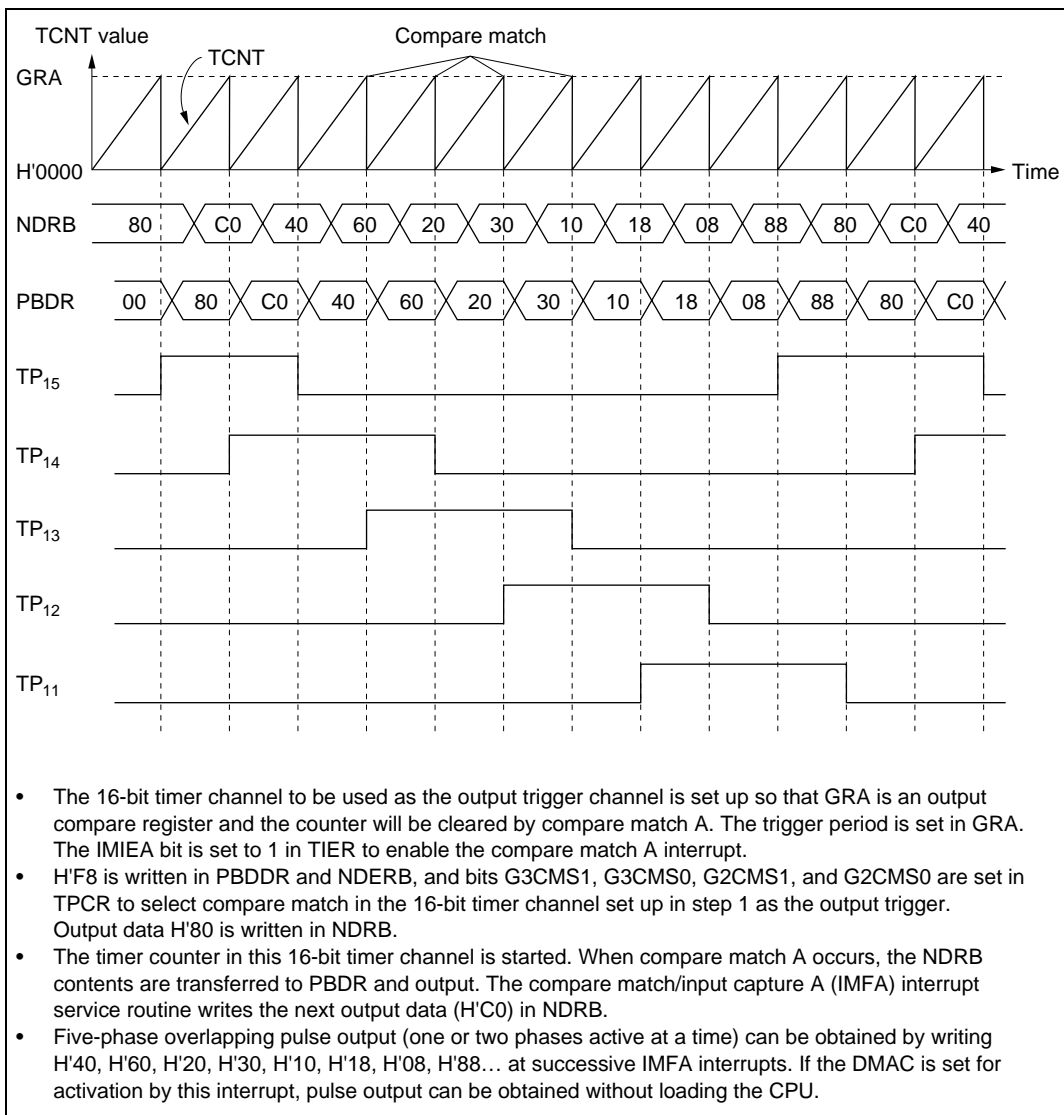 TCNT value
Compare match
TCNT
GRA
H'0000
Time
NDRB 80 C0 40 60 20 30 10 18 08 88 80 C0 40
PBDR 00 80 C0 40 60 20 30 10 18 08 88 80 C0
TP15
TP14
TP13
TP12
TP11
• The 16-bit timer channel to be used as the output trigger channel is set up so that GRA is an output
compare register and the counter will be cleared by compare match A. The trigger period is set in GRA.
The IMIEA bit is set to 1 in TIER to enable the compare match A interrupt.
• H'F8 is written in PBDDR and NDERB, and bits G3CMS1, G3CMS0, G2CMS1, and G2CMS0 are set in
TPCR to select compare match in the 16-bit timer channel set up in step 1 as the output trigger.
Output data H'80 is written in NDRB.
• The timer counter in this 16-bit timer channel is started. When compare match A occurs, the NDRB
contents are transferred to PBDR and output. The compare match/input capture A (IMFA) interrupt
service routine writes the next output data (H'C0) in NDRB.
• Five-phase overlapping pulse output (one or two phases active at a time) can be obtained by writing
H'40, H'60, H'20, H'30, H'10, H'18, H'08, H'88… at successive IMFA interrupts. If the DMAC is set for
activation by this interrupt, pulse output can be obtained without loading the CPU.